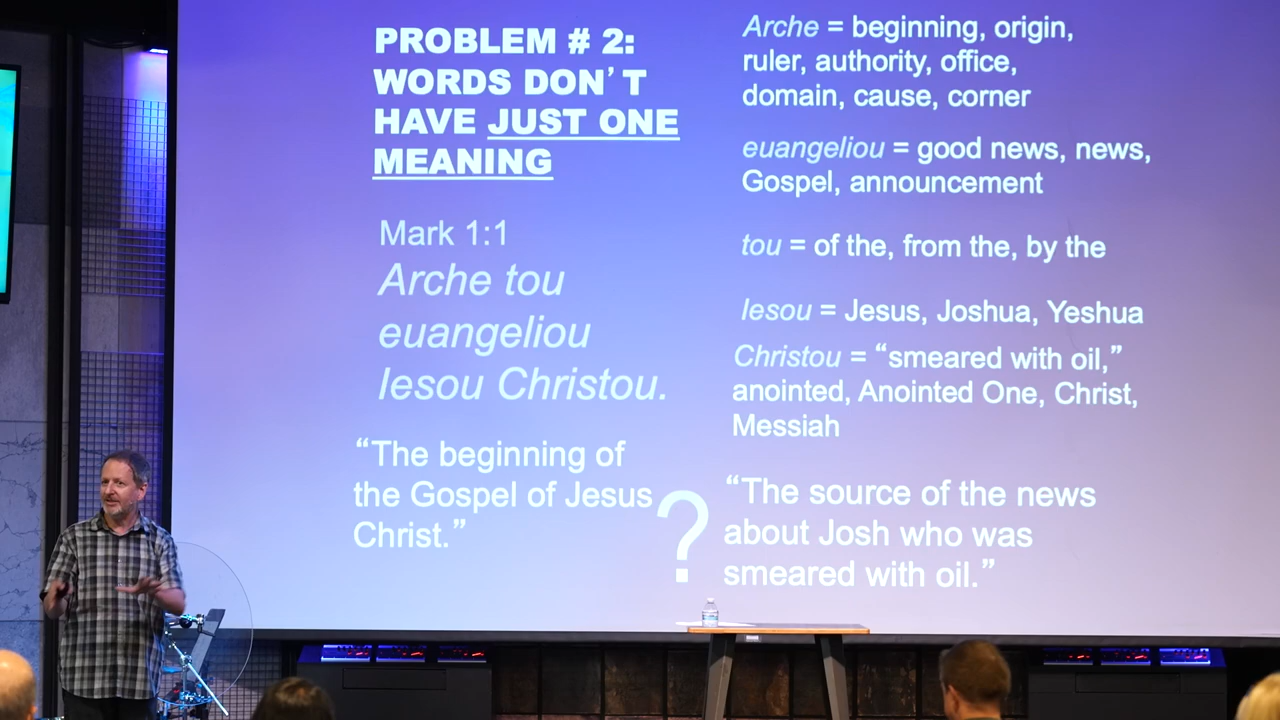 PROBLEM # 2:
WORDS DON’T
HAVE JUST ONE
MEANING
Mark 1:1
Arche tou
euangeliou
Iesou Christou.
“The beginning of
the Gospel of Jesus
Christ.”
?
Arche = beginning, origin,
ruler, authority, office,
domain, cause, corner
euangeliou = good news, news,
Gospel, announcement
tou = of the, from the, by the
Iesou = Jesus, Joshua, Yeshua
Christou = “smeared with oil,”
anointed, Anointed One, Christ,
Messiah
“The source of the news
about Josh who was
smeared with oil.”